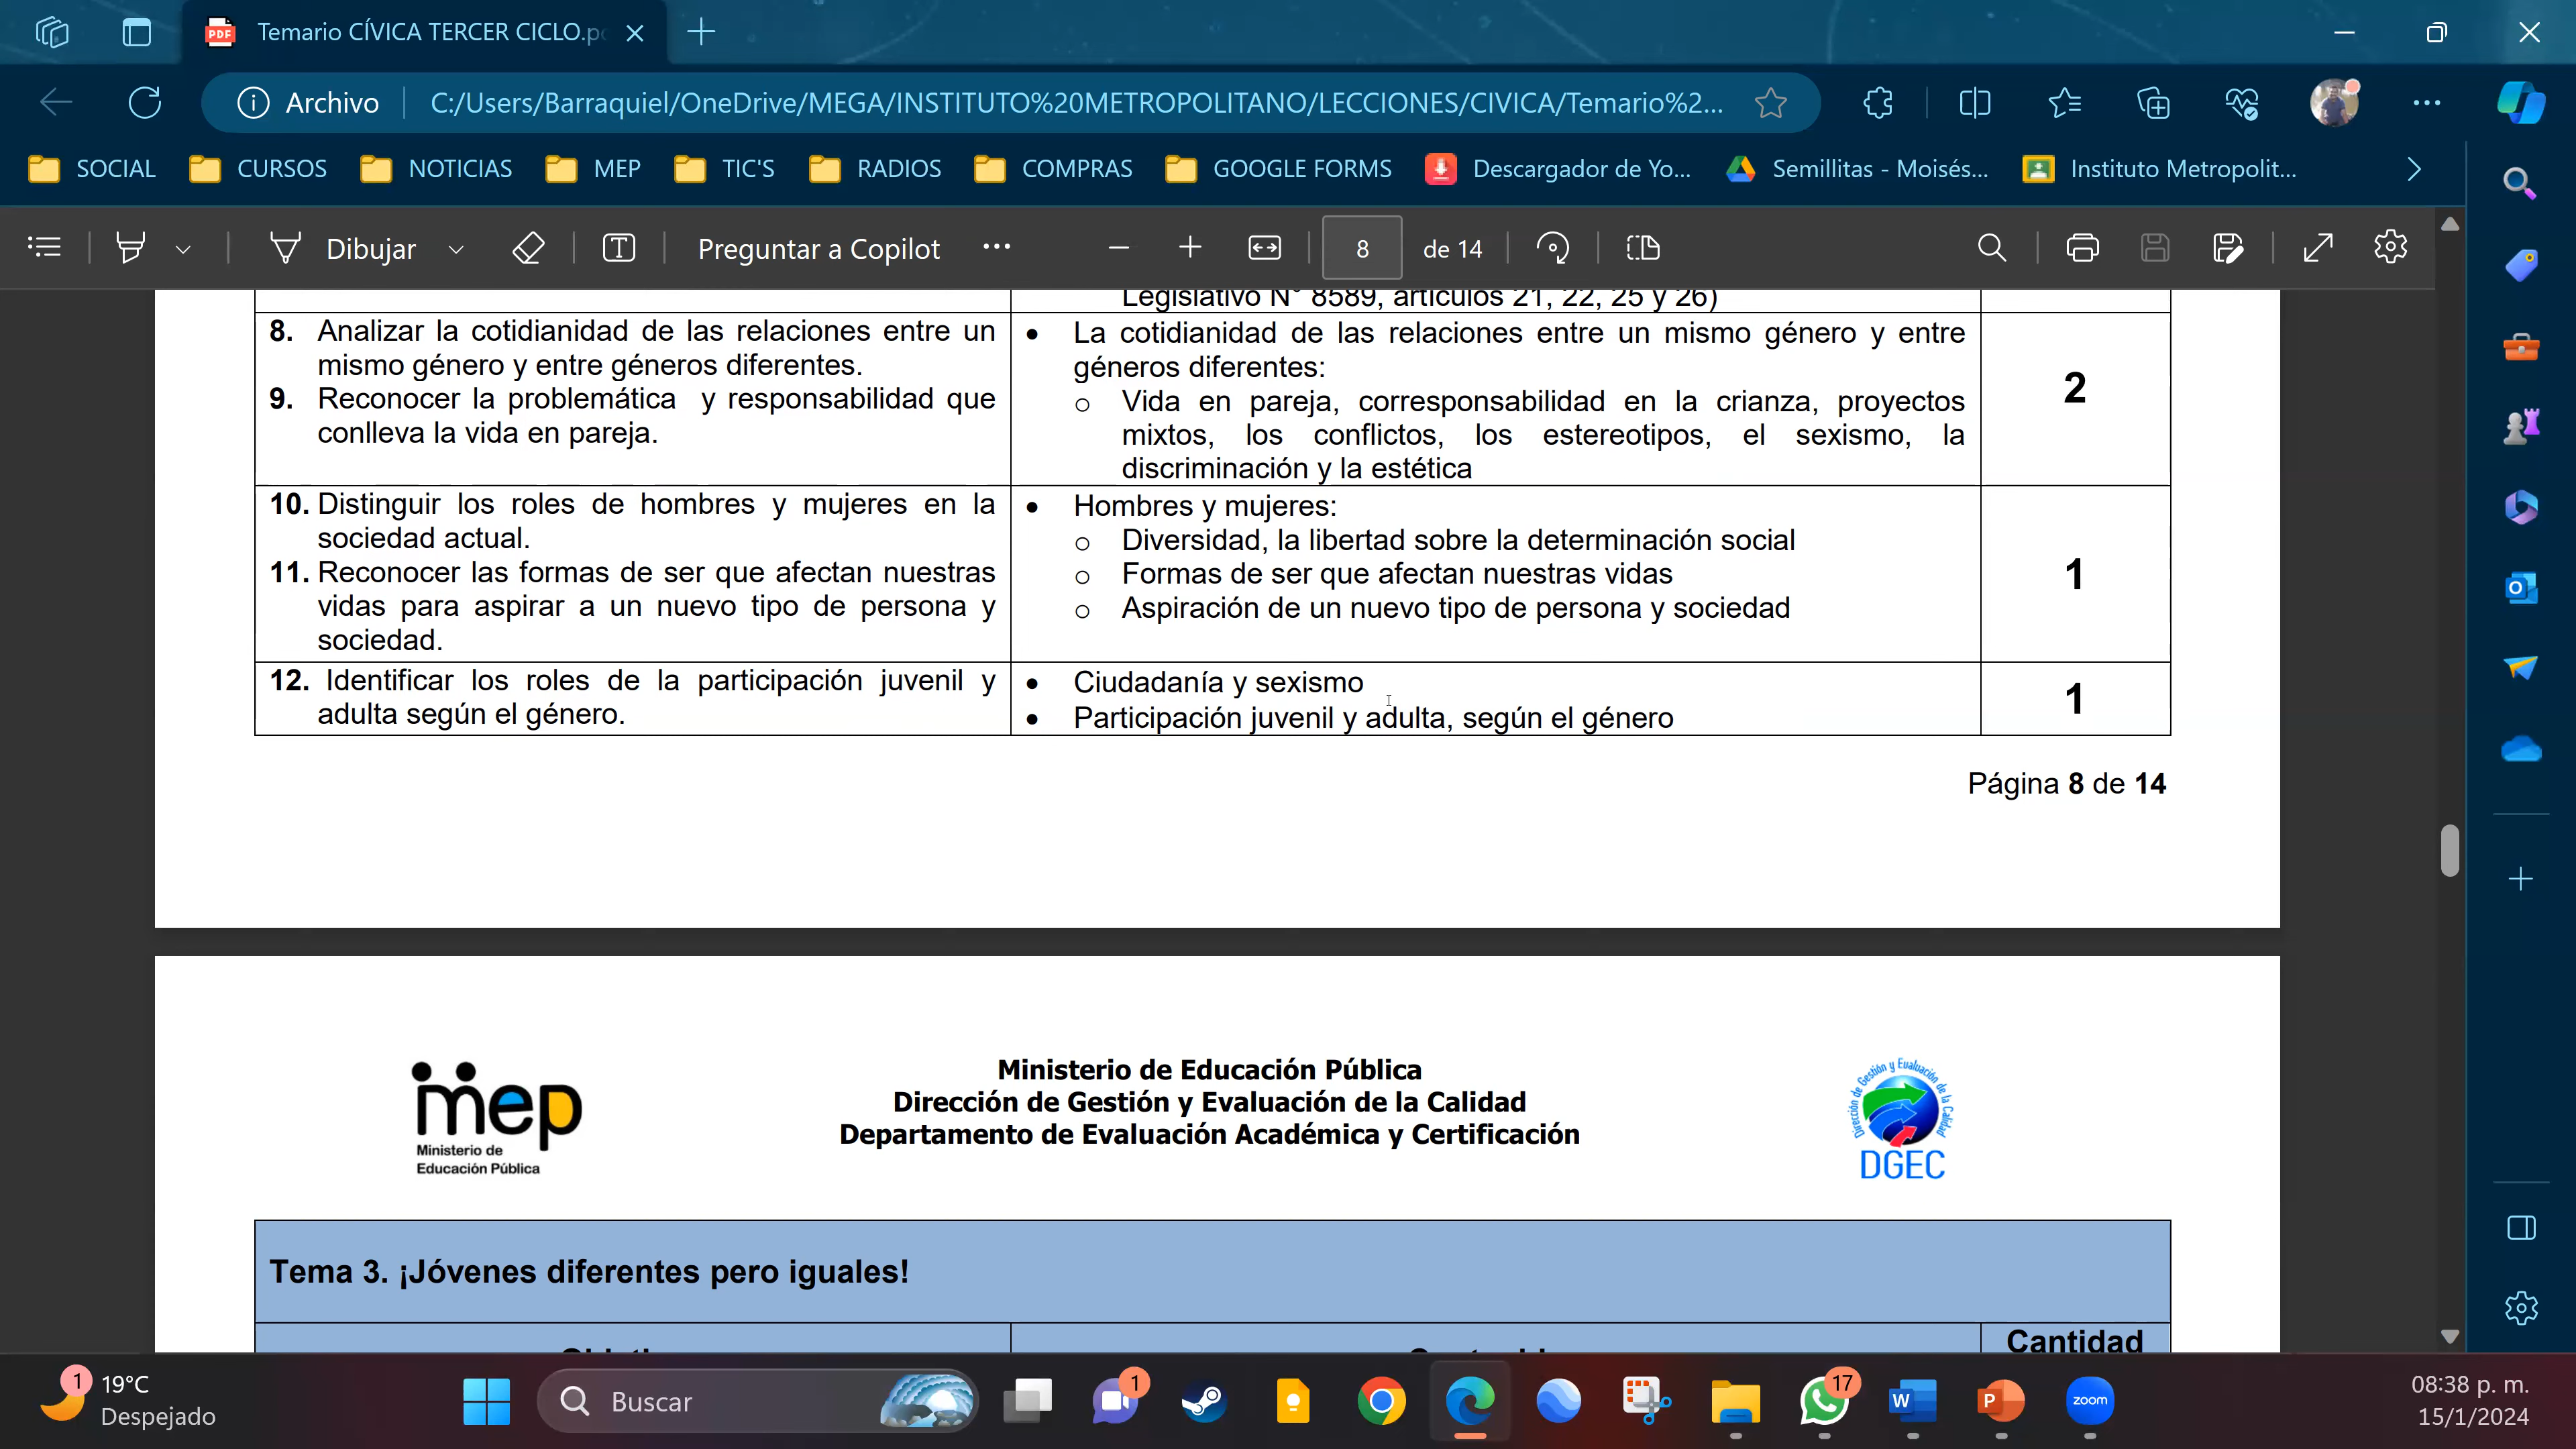 Temario CÍVICA TERCER CICLO.p
Archivo
C:/Users/Barraquiel/OneDrive/MEGA/INSTITUTO%20METROPOLITANO/LECCIONES/CIVICA/Temario%2...
SOCIAL CURSOS NOTICIAS MEP TIC'S RADIOS COMPRAS GOOGLE FORMS Descargador de Yo... Semillitas - Moisés... Instituto Metropolit...
Dibujar Preguntar a Copilot ... 8 de 14
Legislativo N° 8589, artículos 21, 22, 25 y 26)
8. Analizar la cotidianidad de las relaciones entre un
mismo género y entre géneros diferentes.
9. Reconocer la problemática y responsabilidad que
conlleva la vida en pareja.
• La cotidianidad de las relaciones entre un mismo género y entre
géneros diferentes:
o Vida en pareja, corresponsabilidad en la crianza, proyectos
mixtos, los conflictos, los estereotipos, el sexismo, la
discriminación y la estética
2
10. Distinguir los roles de hombres y mujeres en la
sociedad actual.
11. Reconocer las formas de ser que afectan nuestras
vidas para aspirar a un nuevo tipo de persona y
sociedad.
• Hombres y mujeres:
o Diversidad, la libertad sobre la determinación social
o Formas de ser que afectan nuestras vidas
o Aspiración de un nuevo tipo de persona y sociedad
1
12. Identificar los roles de la participación juvenil y
adulta según el género.
• Ciudadanía y sexismo
• Participación juvenil y adulta, según el género
1
Página 8 de 14
mep
Ministerio de
Educación Pública
Ministerio de Educación Pública
Dirección de Gestión y Evaluación de la Calidad
Departamento de Evaluación Académica y Certificación
Dirección de Gestión y Evaluación de la Calidad
DGEC
Tema 3. ¡Jóvenes diferentes pero iguales!
Cantidad
1
19°C
Despejado
Buscar
1
17
zoom
08:38 p. m.
15/1/2024